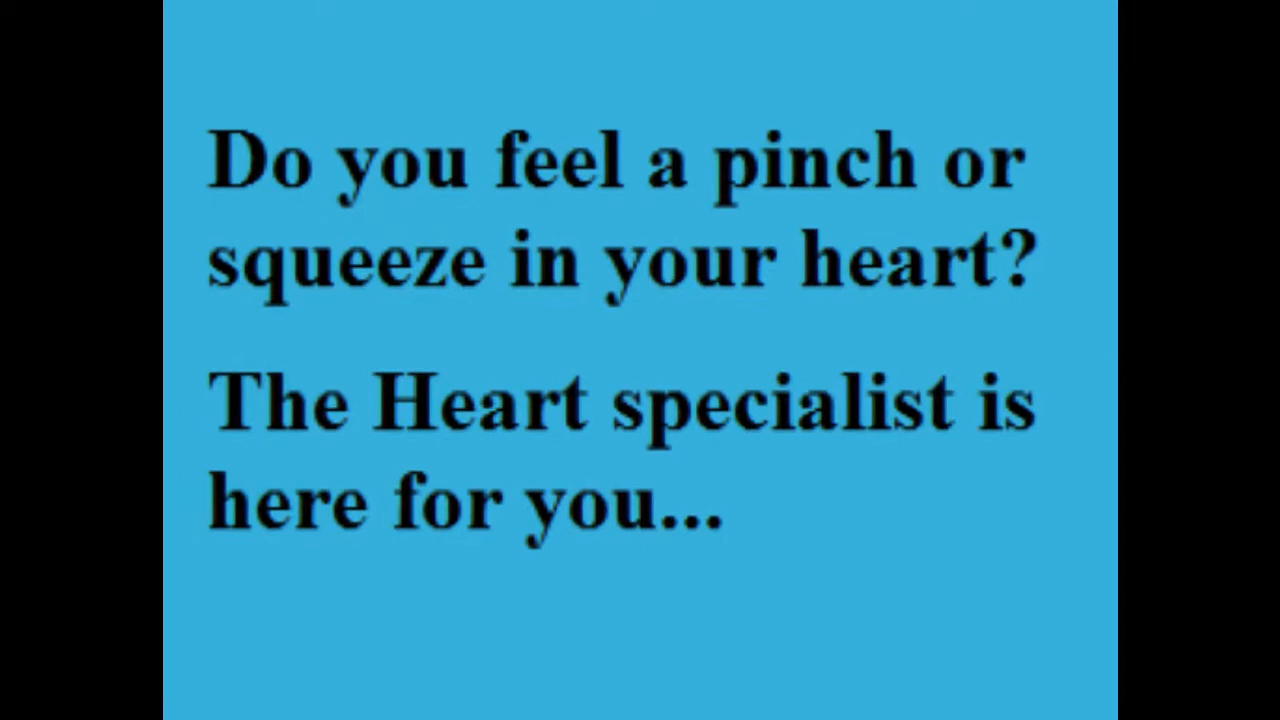 Do you feel a pinch or
squeeze in your heart?
The Heart specialist is
here for you...